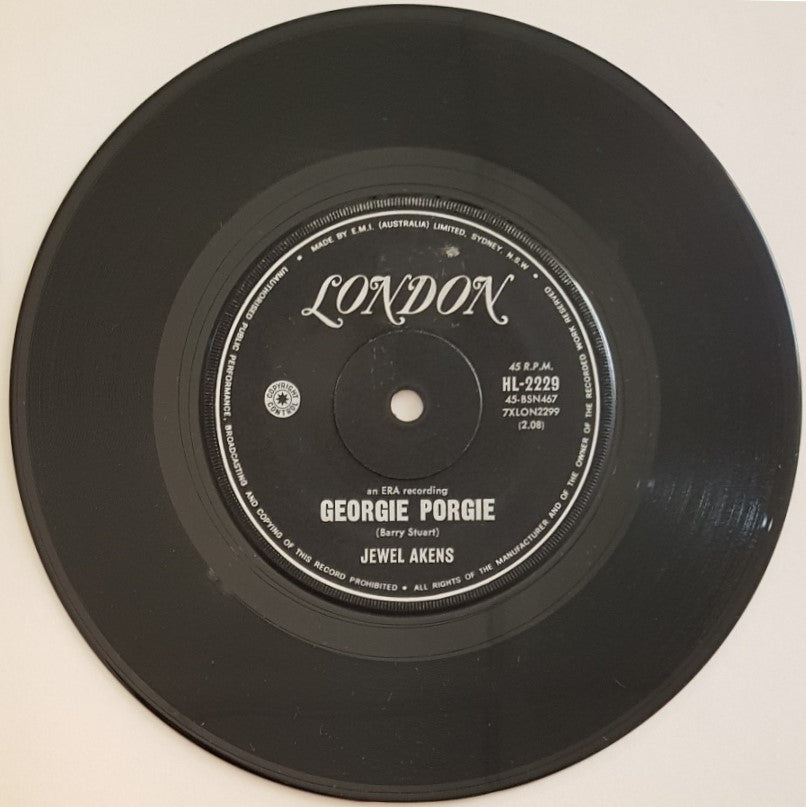 MADE BY E.M.I. (AUSTRALIA) LIMITED, SYDNEY, N.S.W •
UNAUTHORISED PUBLIC PERFORMANCE, BROADCASTING AND COPYING OF THIS RECORD PROHIBITED • ALL RIGHTS OF THE MANUFACTURER AND OF THE OWNER OF THE RECORDED WORK RESERVED
LONDON
COPYRIGHT CONTROL
45 R.P.M.
HL-2229
45-BSN467
7XLON2299
(2.08)
an ERA recording
GEORGIE PORGIE
(Barry Stuart)
JEWEL AKENS